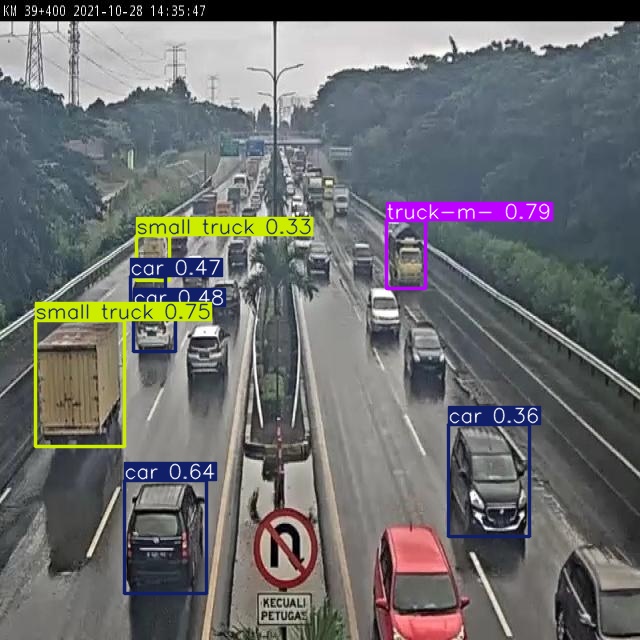 KM 39+400 2021-10-28 14:35:47
truck-m- 0.79
small truck 0.33
car 0.47
car 0.48
small truck 0.75
car 0.36
car 0.64
KECUALI
PETUGAS